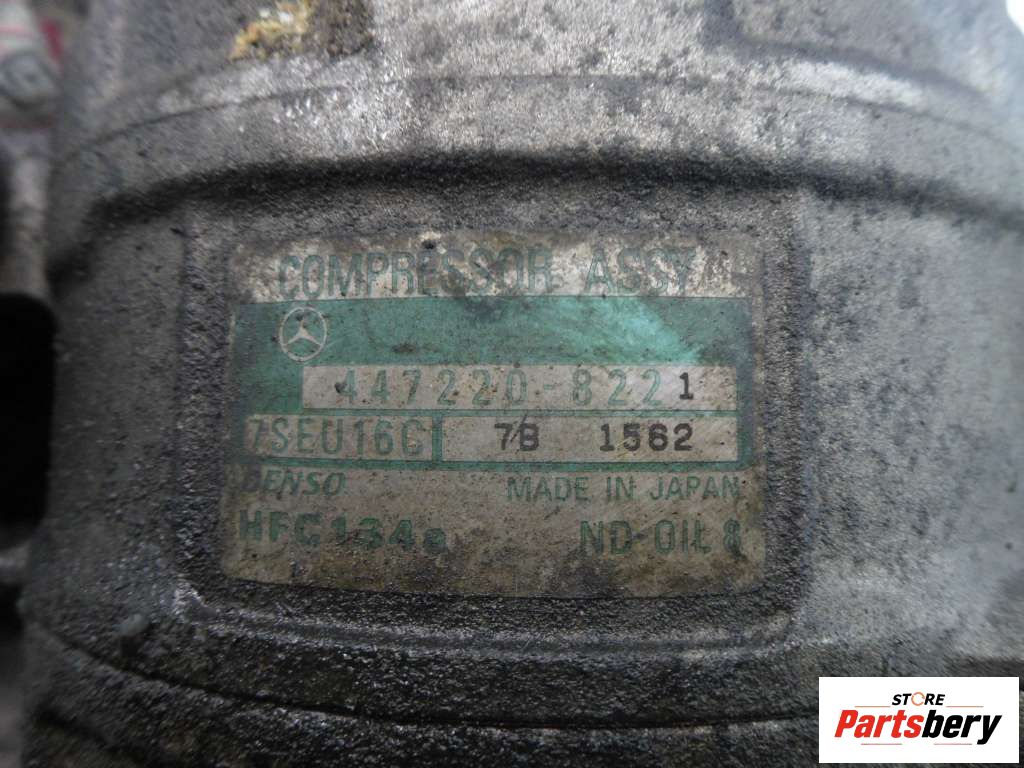 COMPRESSOR ASSY
447220-8221
7SEU16C 7B 1562
DENSO MADE IN JAPAN
HFC134a ND-OIL 8
STORE
Partsbery